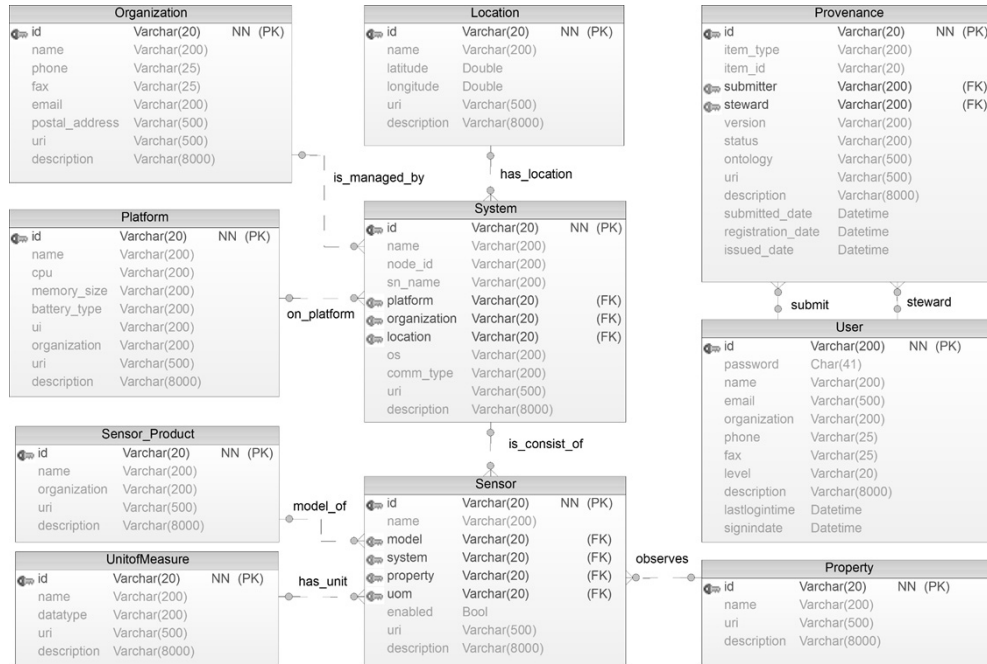 Organization
id Varchar(20) NN (PK)
name Varchar(200)
phone Varchar(25)
fax Varchar(25)
email Varchar(200)
postal_address Varchar(500)
uri Varchar(500)
description Varchar(8000)
Location
id Varchar(20) NN (PK)
name Varchar(200)
latitude Double
longitude Double
uri Varchar(500)
description Varchar(8000)
Provenance
id Varchar(20) NN (PK)
item_type Varchar(200)
item_id Varchar(20)
submitter Varchar(200) (FK)
steward Varchar(200) (FK)
version Varchar(200)
status Varchar(200)
ontology Varchar(500)
uri Varchar(500)
description Varchar(8000)
submitted_date Datetime
registration_date Datetime
issued_date Datetime
is_managed_by
has_location
Platform
id Varchar(20) NN (PK)
name Varchar(200)
cpu Varchar(200)
memory_size Varchar(200)
battery_type Varchar(200)
ui Varchar(200)
organization Varchar(200)
uri Varchar(500)
description Varchar(8000)
on_platform
System
id Varchar(20) NN (PK)
name Varchar(200)
node_id Varchar(200)
sn_name Varchar(200)
platform Varchar(20) (FK)
organization Varchar(20) (FK)
location Varchar(20) (FK)
os Varchar(200)
comm_type Varchar(200)
uri Varchar(500)
description Varchar(8000)
submit
steward
User
id Varchar(200) NN (PK)
password Char(41)
name Varchar(200)
email Varchar(500)
organization Varchar(200)
phone Varchar(25)
fax Varchar(25)
level Varchar(20)
description Varchar(8000)
lastlogintime Datetime
signindate Datetime
is_consist_of
Sensor_Product
id Varchar(20) NN (PK)
name Varchar(200)
organization Varchar(200)
uri Varchar(500)
description Varchar(8000)
model_of
Sensor
id Varchar(20) NN (PK)
name Varchar(200)
model Varchar(20) (FK)
system Varchar(20) (FK)
property Varchar(20) (FK)
uom Varchar(20) (FK)
enabled Bool
uri Varchar(500)
description Varchar(8000)
observes
UnitofMeasure
id Varchar(20) NN (PK)
name Varchar(200)
datatype Varchar(200)
uri Varchar(500)
description Varchar(8000)
has_unit
Property
id Varchar(20) NN (PK)
name Varchar(200)
uri Varchar(500)
description Varchar(8000)